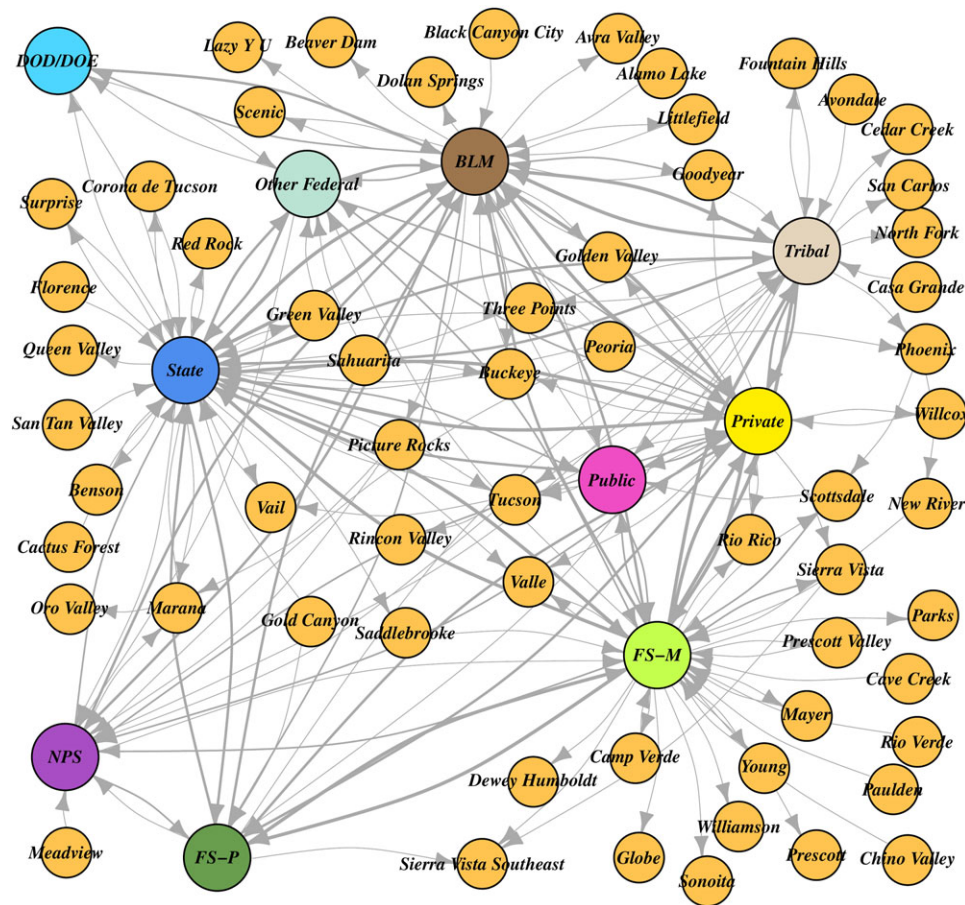 Black Canyon City
Lazy Y U
Beaver Dam
Avra Valley
DOD/DOE
Fountain Hills
Dolan Springs
Alamo Lake
Avondale
Scenic
Littlefield
Cedar Creek
BLM
Other Federal
Goodyear
Corona de Tucson
San Carlos
Surprise
North Fork
Red Rock
Tribal
Golden Valley
Florence
Casa Grande
Green Valley
Three Points
Queen Valley
Sahuarita
Peoria
Phoenix
State
Buckeye
San Tan Valley
Private
Willcox
Picture Rocks
Public
Benson
Tucson
Scottsdale
New River
Vail
Cactus Forest
Rincon Valley
Rio Rico
Sierra Vista
Valle
Oro Valley
Marana
Gold Canyon
Saddlebrooke
Parks
Prescott Valley
FS-M
Cave Creek
Mayer
Rio Verde
NPS
Camp Verde
Young
Dewey Humboldt
Paulden
Williamson
Meadview
FS-P
Sierra Vista Southeast
Globe
Prescott
Chino Valley
Sonoita